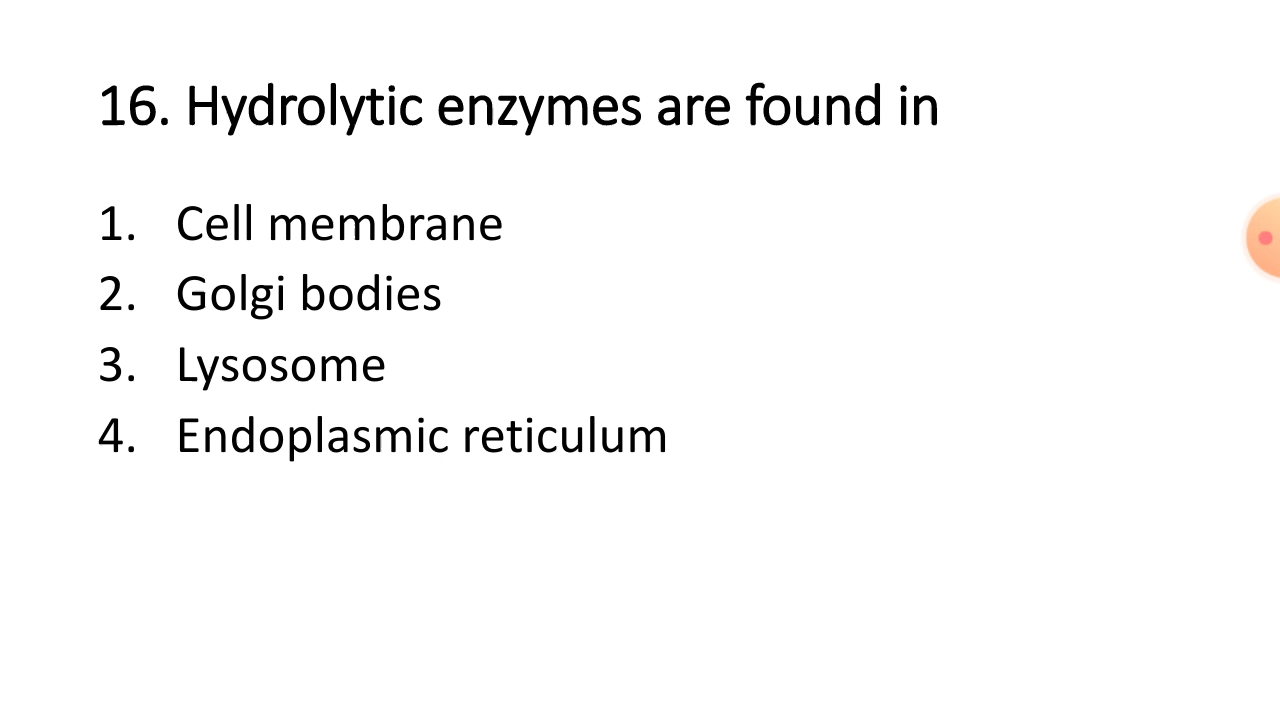 16. Hydrolytic enzymes are found in
1. Cell membrane
2. Golgi bodies
3. Lysosome
4. Endoplasmic reticulum